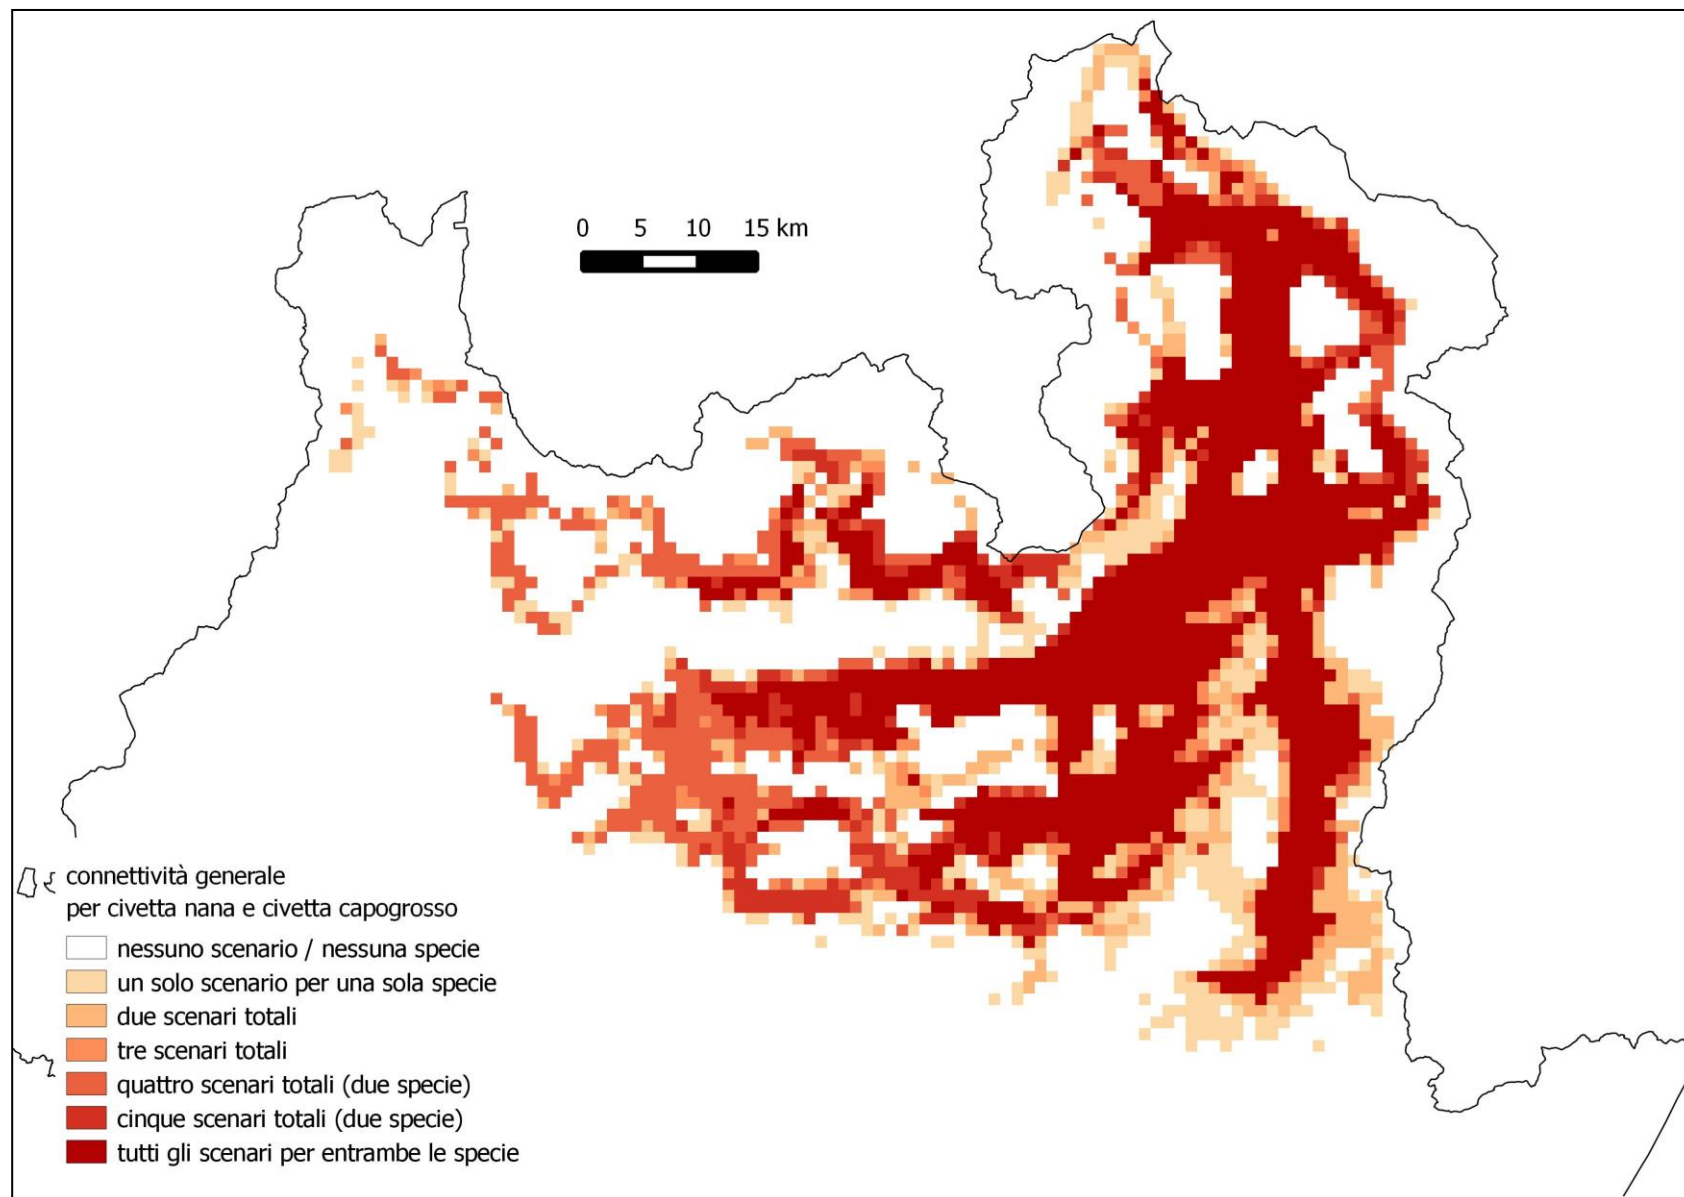 0 5 10 15 km
connettività generale
per civetta nana e civetta capogrosso
nessuno scenario / nessuna specie
un solo scenario per una sola specie
due scenari totali
tre scenari totali
quattro scenari totali (due specie)
cinque scenari totali (due specie)
tutti gli scenari per entrambe le specie